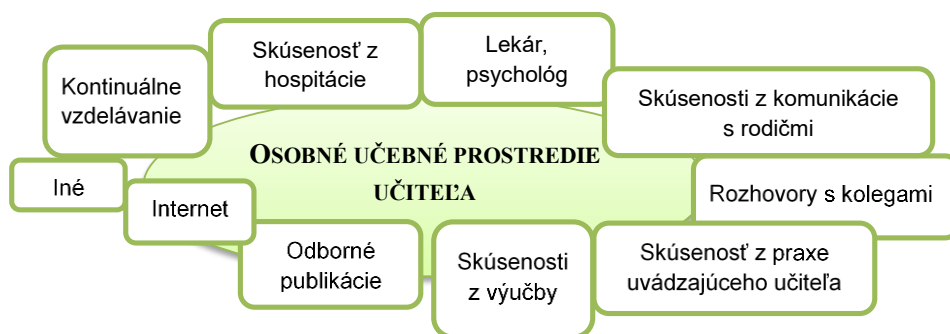 Skúsenosť z
hospitácie
Lekár,
psychológ
Kontinuálne
vzdelávanie
Skúsenosti z komunikácie
s rodičmi
OSOBNÉ UČEBNÉ PROSTREDIE
UČITEĽA
Iné
Internet
Rozhovory s kolegami
Odborné
publikácie
Skúsenosti
z výučby
Skúsenosť z praxe
uvádzajúceho učiteľa